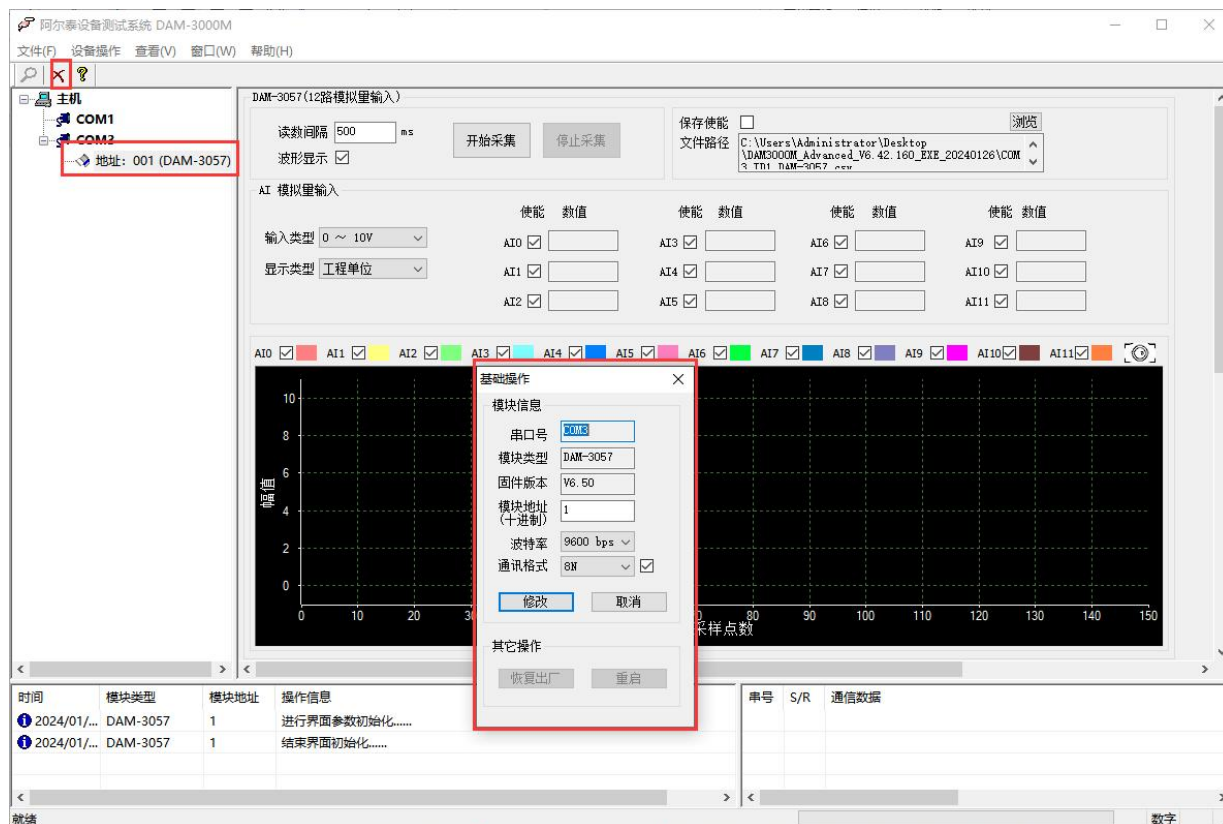 阿尔泰设备测试系统 DAM-3000M
文件(F) 设备操作 查看(V) 窗口(W) 帮助(H)
主机
COM1
COM3
地址：001 (DAM-3057)
DAM-3057(12路模拟量输入)
读数间隔 500 ms
波形显示
开始采集 停止采集
保存使能 浏览
文件路径 C:\Users\Administrator\Desktop
\DAM3000M_Advanced_V6.42.160_EXE_20240126\COM
3_ID1_DAM-3057.csv
AI 模拟量输入
使能 数值 使能 数值 使能 数值 使能 数值
输入类型 0 ～ 10V
显示类型 工程单位
AI0 AI3 AI6 AI9
AI1 AI4 AI7 AI10
AI2 AI5 AI8 AI11
AI0 AI1 AI2 AI3 AI4 AI5 AI6 AI7 AI8 AI9 AI10 AI11
幅值
10
8
6
4
2
0
0 10 20 80 90 100 110 120 130 140 150
采样点数
基础操作
模块信息
串口号 COM3
模块类型 DAM-3057
固件版本 V6.50
模块地址
(十进制) 1
波特率 9600 bps
通讯格式 8N
修改 取消
其它操作
恢复出厂 重启
时间 模块类型 模块地址 操作信息
2024/01/... DAM-3057 1 进行界面参数初始化......
2024/01/... DAM-3057 1 结束界面初始化......
串号 S/R 通信数据
就绪 数字